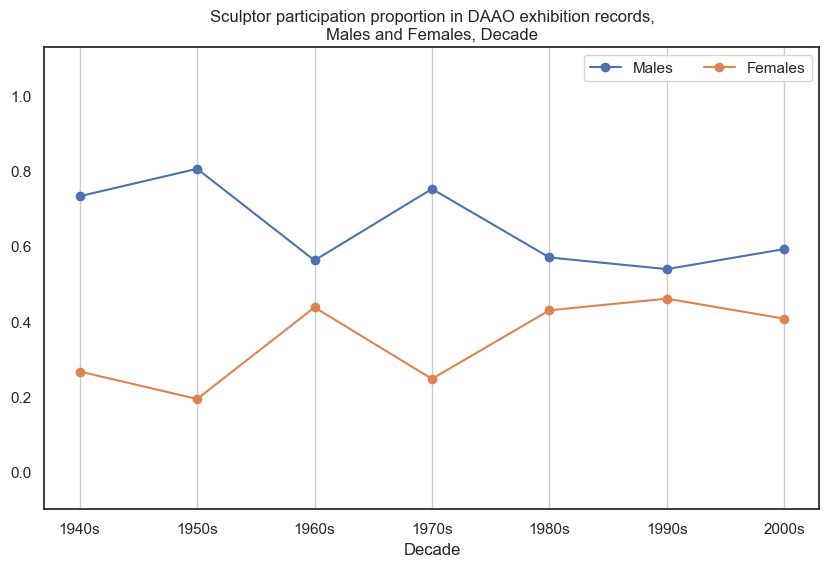 Sculptor participation proportion in DAAO exhibition records,
Males and Females, Decade
Males Females
1.0
0.8
0.6
0.4
0.2
0.0
1940s 1950s 1960s 1970s 1980s 1990s 2000s
Decade